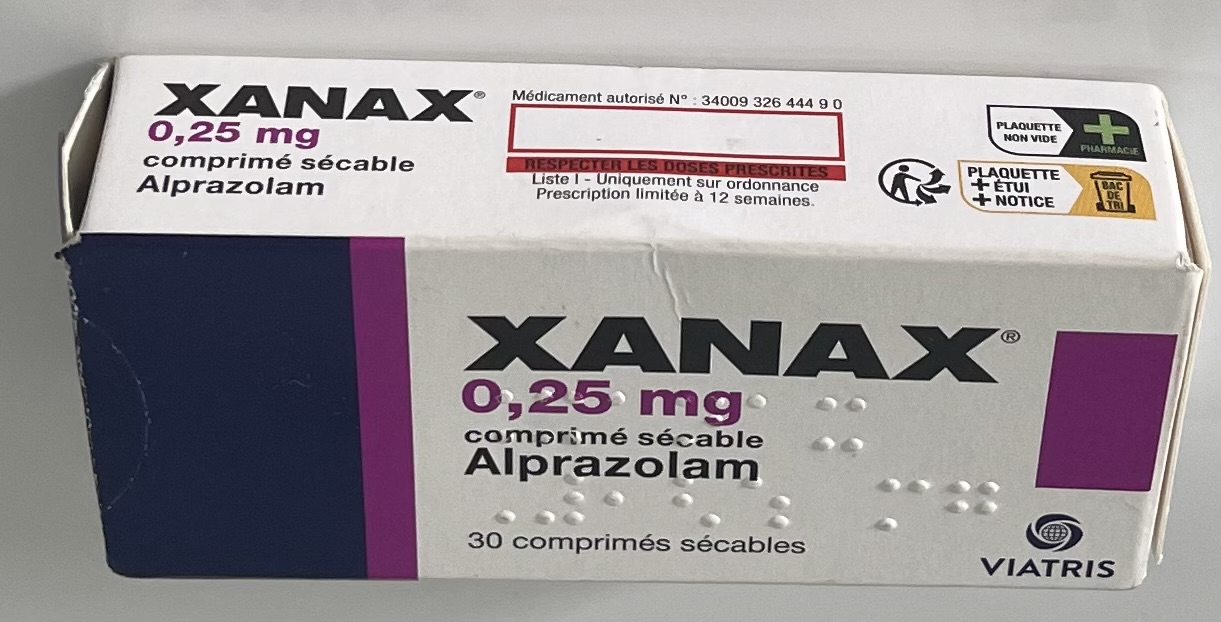 XANAX®
0,25 mg
comprimé sécable
Alprazolam
Médicament autorisé N° : 34009 326 444 9 0
RESPECTER LES DOSES PRESCRITES
Liste I - Uniquement sur ordonnance
Prescription limitée à 12 semaines.
PLAQUETTE
NON VIDE
PHARMACIE
PLAQUETTE
+ ÉTUI
+ NOTICE
BAC
DE
TRI
XANAX®
0,25 mg
comprimé sécable
Alprazolam
30 comprimés sécables
VIATRIS